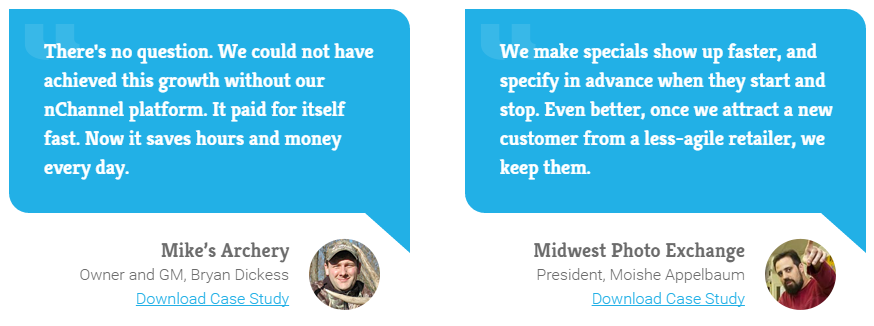 There's no question. We could not have
achieved this growth without our
nChannel platform. It paid for itself
fast. Now it saves hours and money
every day.
Mike's Archery
Owner and GM, Bryan Dickess
Download Case Study
We make specials show up faster, and
specify in advance when they start and
stop. Even better, once we attract a new
customer from a less-agile retailer, we
keep them.
Midwest Photo Exchange
President, Moishe Appelbaum
Download Case Study